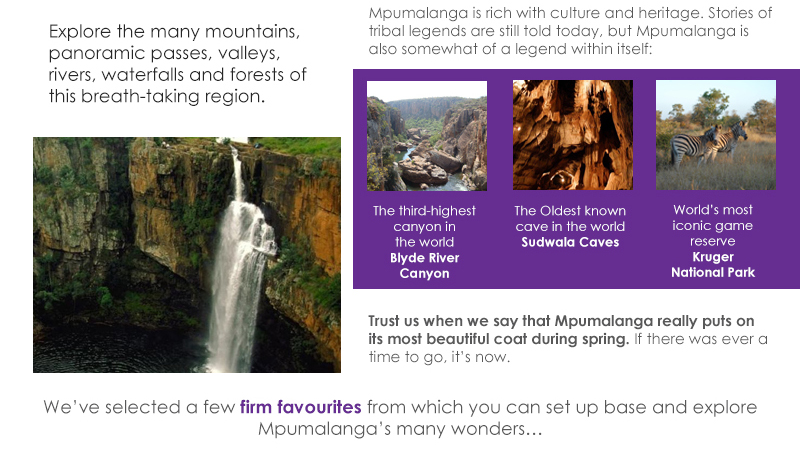 Explore the many mountains,
panoramic passes, valleys,
rivers, waterfalls and forests of
this breath-taking region.
Mpumalanga is rich with culture and heritage. Stories of
tribal legends are still told today, but Mpumalanga is
also somewhat of a legend within itself:
The third-highest
canyon in
the world
Blyde River
Canyon
The Oldest known
cave in the world
Sudwala Caves
World's most
iconic game
reserve
Kruger
National Park
Trust us when we say that Mpumalanga really puts on
its most beautiful coat during spring. If there was ever a
time to go, it's now.
We've selected a few firm favourites from which you can set up base and explore
Mpumalanga's many wonders…